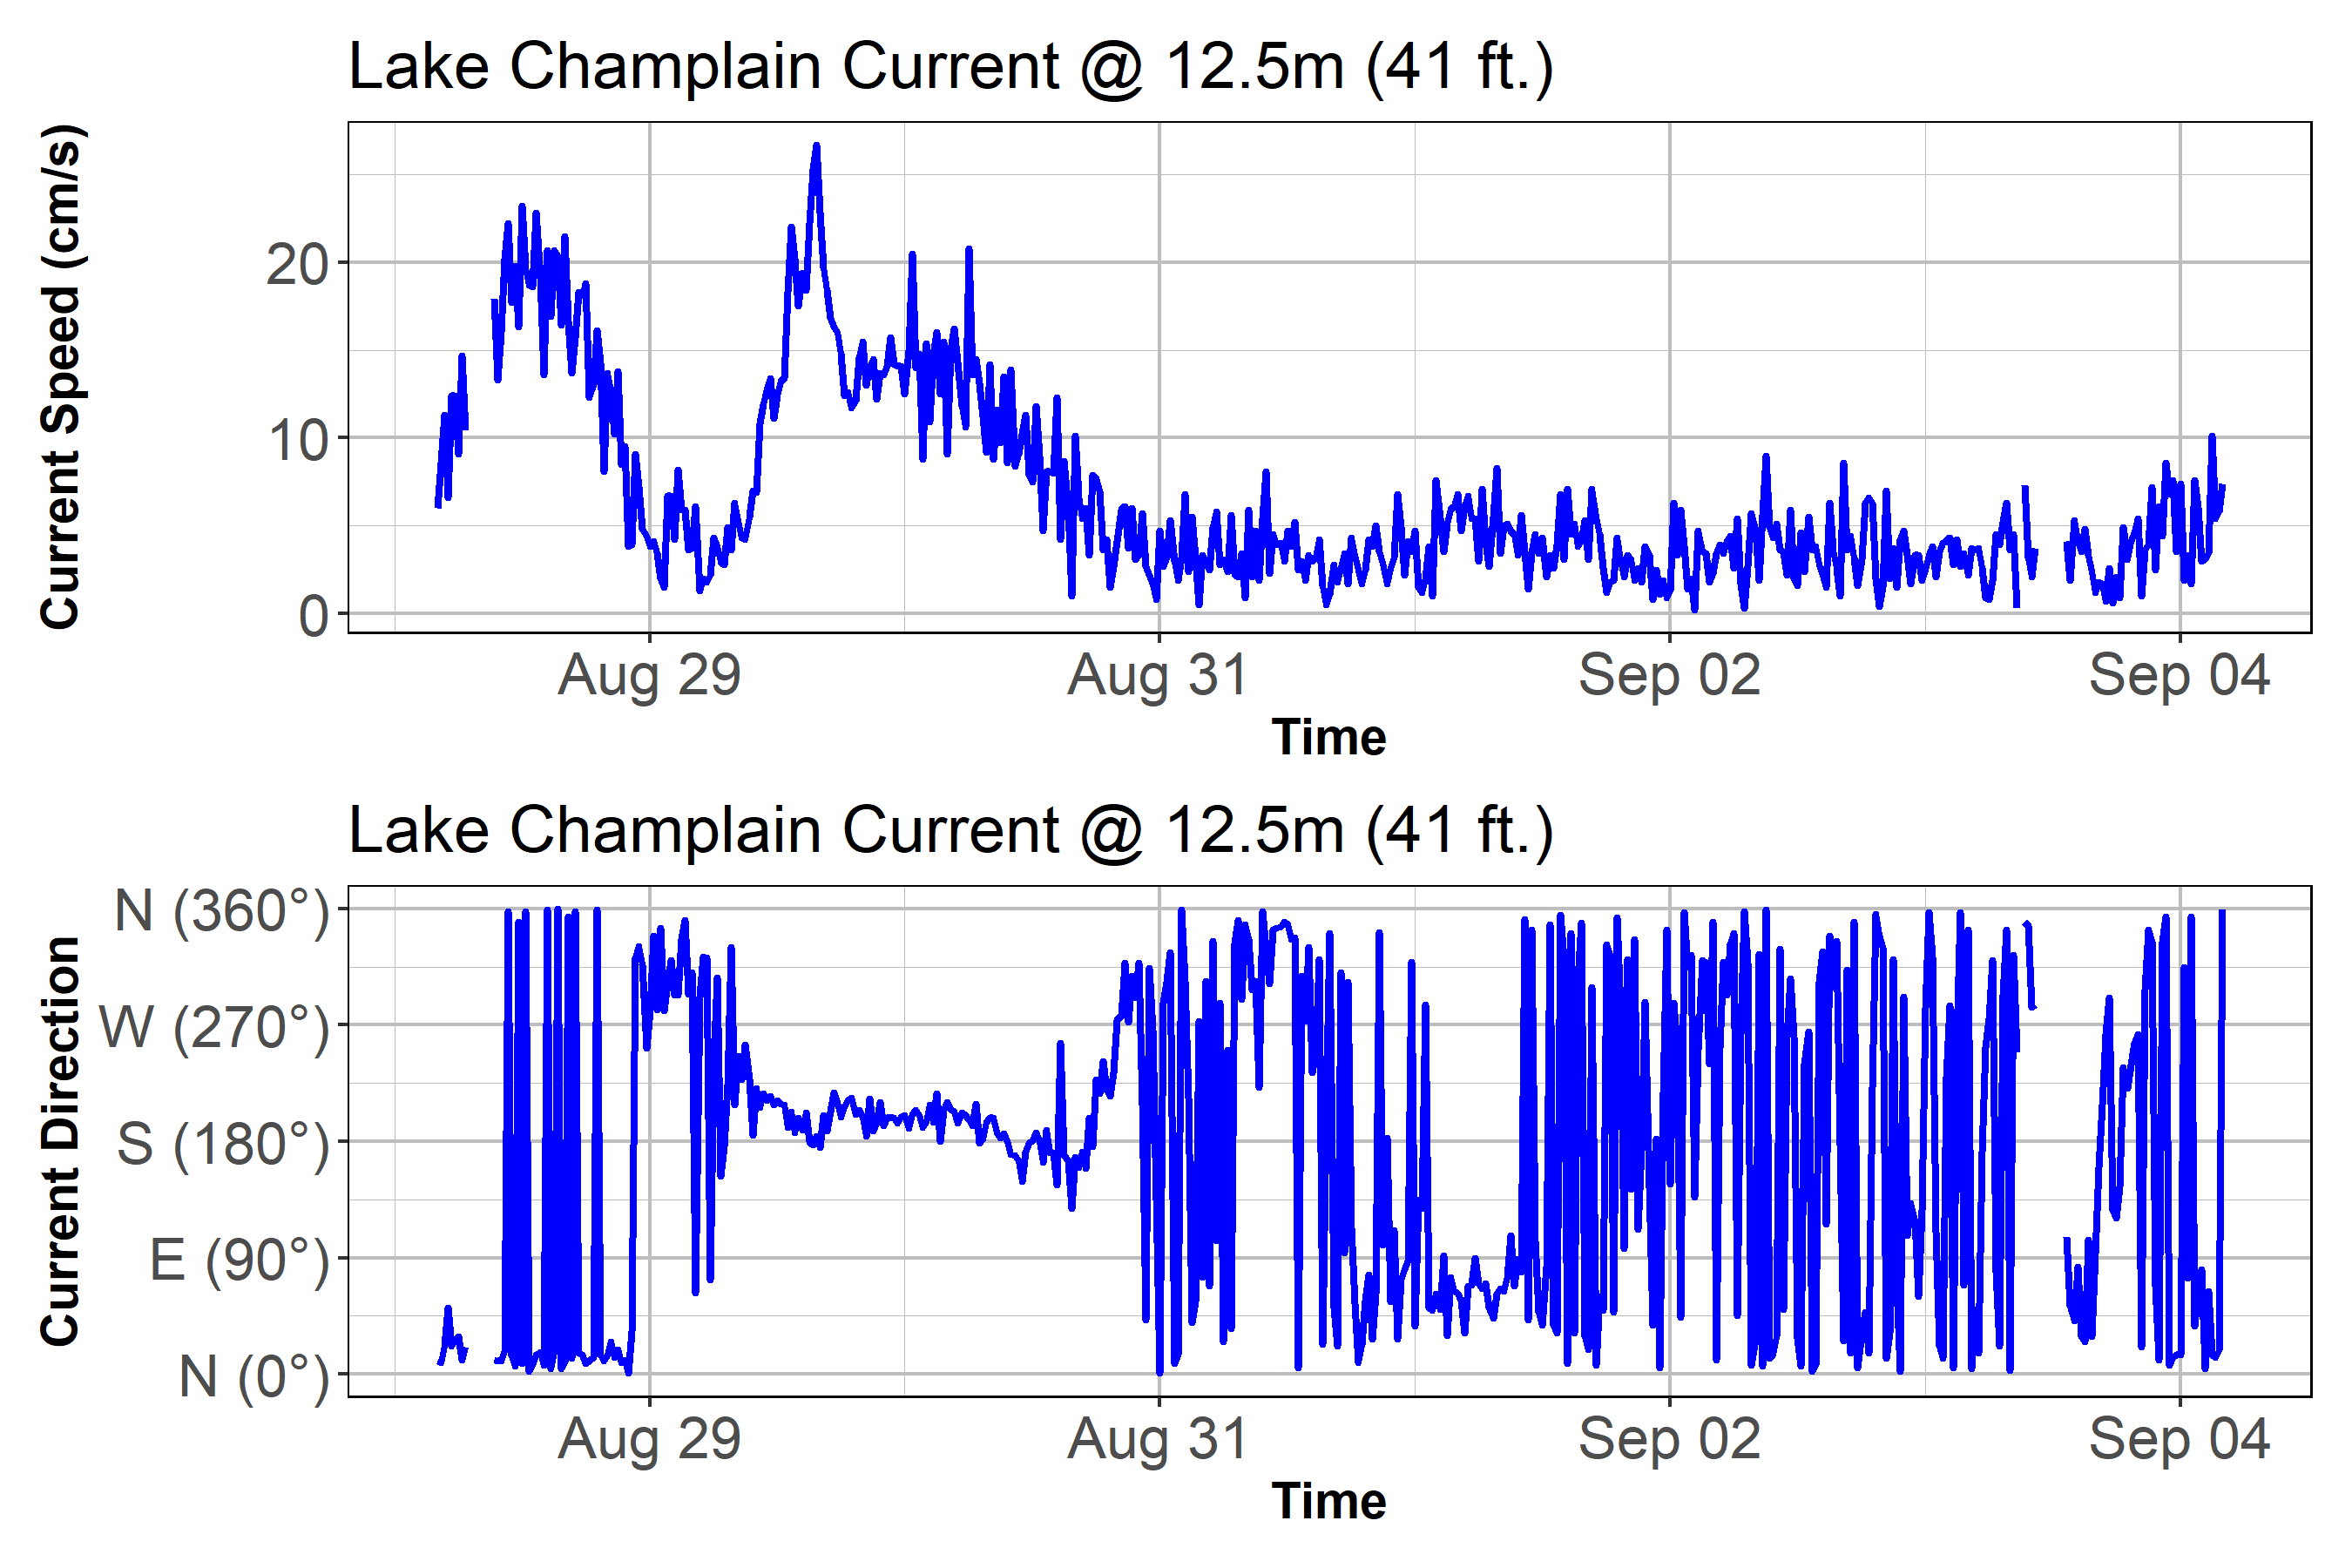 Lake Champlain Current @ 12.5m (41 ft.)
Current Speed (cm/s)
20
10
0
Aug 29 Aug 31 Sep 02 Sep 04
Time
Lake Champlain Current @ 12.5m (41 ft.)
Current Direction
N (360°)
W (270°)
S (180°)
E (90°)
N (0°)
Aug 29 Aug 31 Sep 02 Sep 04
Time